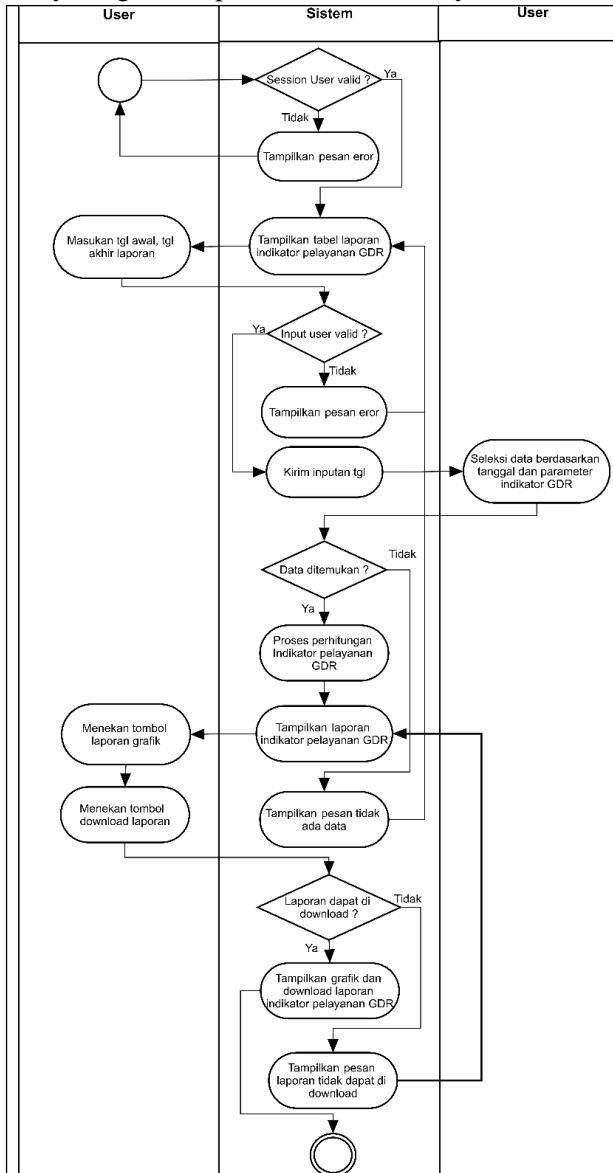 User
Sistem
User
Session User valid ?
Ya
Tidak
Tampilkan pesan eror
Masukan tgl awal, tgl
akhir laporan
Tampilkan tabel laporan
indikator pelayanan GDR
Input user valid ?
Ya
Tidak
Tampilkan pesan eror
Kirim inputan tgl
Seleksi data berdasarkan
tanggal dan parameter
indikator GDR
Data ditemukan ?
Tidak
Ya
Proses perhitungan
Indikator pelayanan
GDR
Menekan tombol
laporan grafik
Tampilkan laporan
indikator pelayanan GDR
Menekan tombol
download laporan
Tampilkan pesan tidak
ada data
Laporan dapat di
download ?
Tidak
Ya
Tampilkan grafik dan
download laporan
indikator pelayanan GDR
Tampilkan pesan
laporan tidak dapat di
download